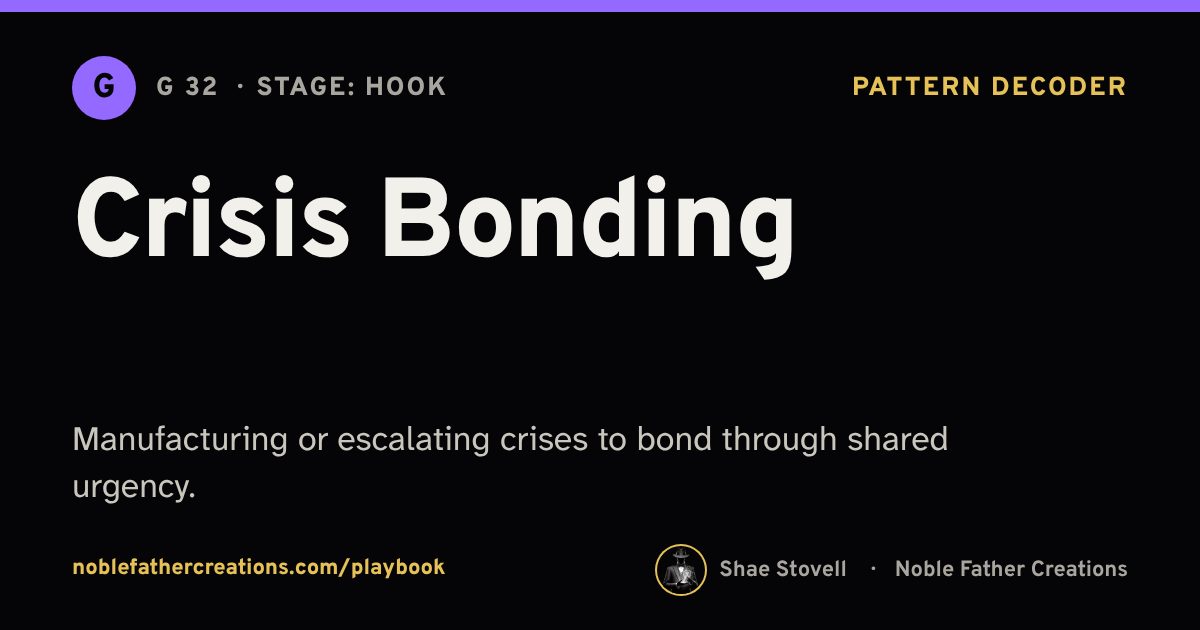 G
G 32 · STAGE: HOOK
PATTERN DECODER
Crisis Bonding
Manufacturing or escalating crises to bond through shared
urgency.
noblefathercreations.com/playbook
Shae Stovell · Noble Father Creations